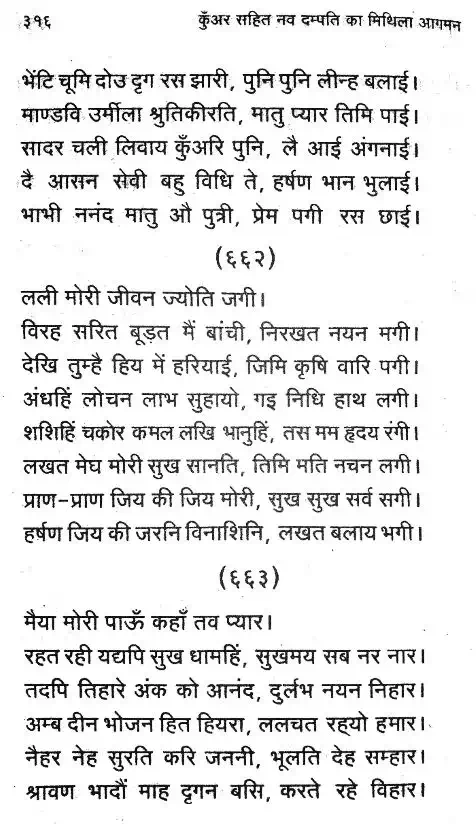 ३१६
कुँअर सहित नव दम्पति का मिथिला आगमन
भेंटि चूमि दोउ दृग रस झारी, पुनि पुनि लीन्ह बलाई।
माण्डवि उर्मीला श्रुतिकीरति, मातु प्यार तिमि पाई।
सादर चली लिवाय कुँअरि पुनि, लै आई अंगनाई।
दै आसन सेवी बहु विधि ते, हर्षण भान भुलाई।
भाभी ननंद मातु औ पुत्री, प्रेम पगी रस छाई।
(६६२)
लली मोरी जीवन ज्योति जगी।
विरह सरित बूड़त मैं बांची, निरखत नयन मगी।
देखि तुम्है हिय में हरियाई, जिमि कृषि वारि पगी।
अंधहिं लोचन लाभ सुहायो, गइ निधि हाथ लगी।
शशिहिं चकोर कमल लखि भानुहिं, तस मम हृदय रंगी।
लखत मेघ मोरी सुख सानति, तिमि मति नचन लगी।
प्राण-प्राण जिय की जिय मोरी, सुख सुख सर्व सगी।
हर्षण जिय की जरनि विनाशिनि, लखत बलाय भगी।
(६६३)
मैया मोरी पाऊँ कहाँ तव प्यार।
रहत रही यद्यपि सुख धामहिं, सुखमय सब नर नार।
तदपि तिहारे अंक को आनंद, दुर्लभ नयन निहार।
अम्ब दीन भोजन हित हियरा, ललचत रह्यो हमार।
नैहर नेह सुरति करि जननी, भूलति देह सम्हार।
श्रावण भादौं माह दृगन बसि, करते रहे विहार।